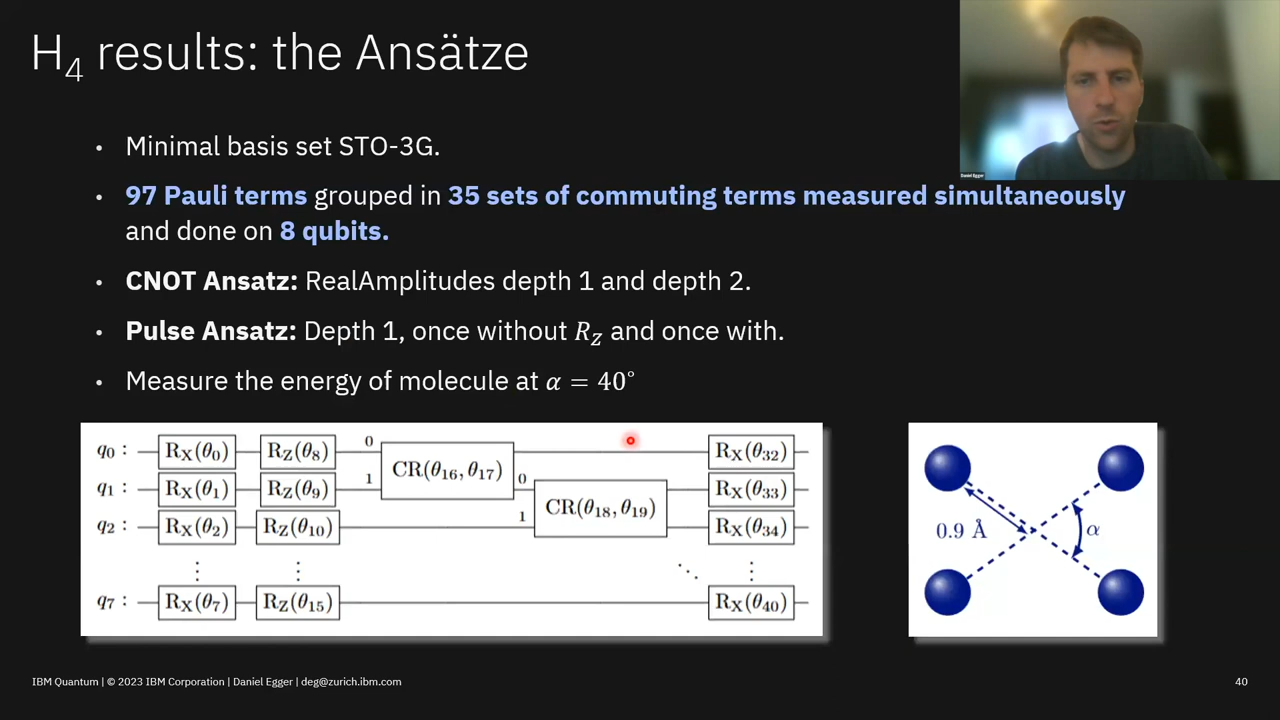 H₄ results: the Ansätze
Daniel Egger
• Minimal basis set STO-3G.
• 97 Pauli terms grouped in 35 sets of commuting terms measured simultaneously
and done on 8 qubits.
• CNOT Ansatz: RealAmplitudes depth 1 and depth 2.
• Pulse Ansatz: Depth 1, once without R_Z and once with.
• Measure the energy of molecule at α = 40°
q₀ : R_X(θ₀) R_Z(θ₈) 0 CR(θ₁₆, θ₁₇) R_X(θ₃₂)
q₁ : R_X(θ₁) R_Z(θ₉) 1 0 CR(θ₁₈, θ₁₉) R_X(θ₃₃)
q₂ : R_X(θ₂) R_Z(θ₁₀) 1 R_X(θ₃₄)
⋮ ⋮ ⋱ ⋮
q₇ : R_X(θ₇) R_Z(θ₁₅) R_X(θ₄₀)
0.9 Å α
IBM Quantum | © 2023 IBM Corporation | Daniel Egger | deg@zurich.ibm.com
40